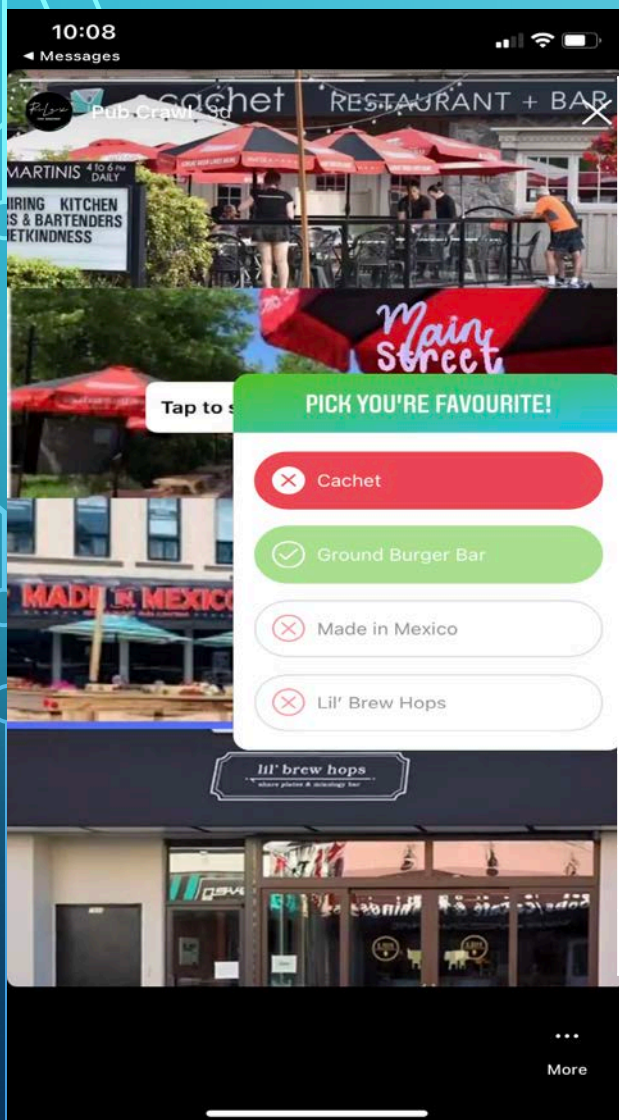 10:08
Messages
cachet RESTAURANT + BAR
Pub Crawl 3d
MARTINIS 4 TO 6 PM DAILY
IRING KITCHEN
S & BARTENDERS
ETKINDNESS
Main
Street
Tap to s
PICK YOU'RE FAVOURITE!
Cachet
Ground Burger Bar
MADE IN MEXICO
Made in Mexico
Lil' Brew Hops
lil' brew hops
share plates & mixology bar
More